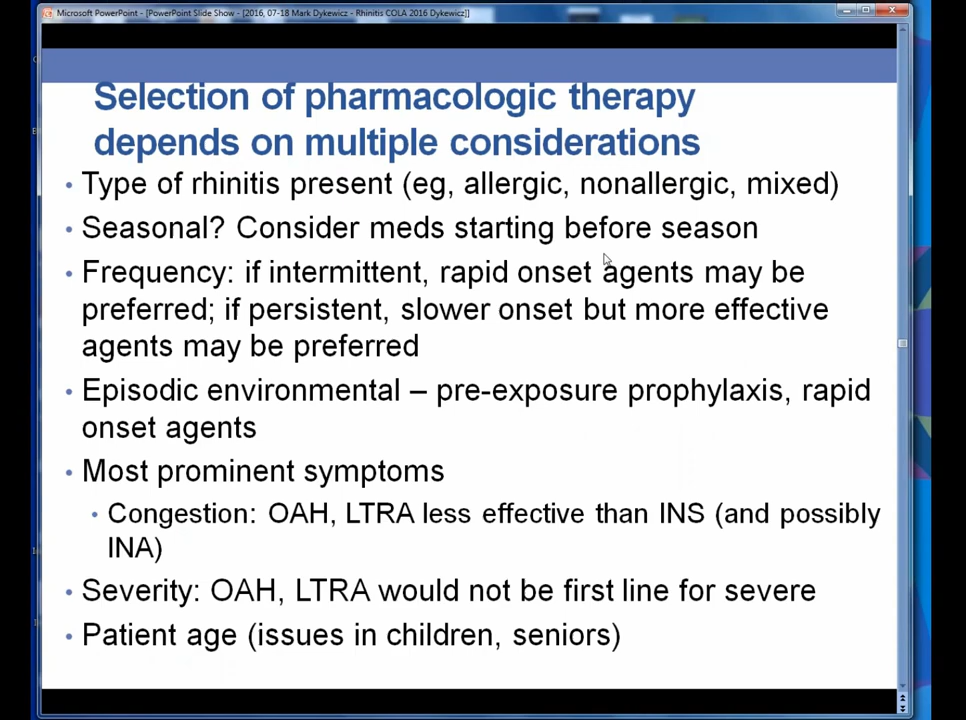 Microsoft PowerPoint - [PowerPoint Slide Show - [2016, 07-18 Mark Dykewicz - Rhinitis COLA 2016 Dykewicz]]
Selection of pharmacologic therapy
depends on multiple considerations
• Type of rhinitis present (eg, allergic, nonallergic, mixed)
• Seasonal? Consider meds starting before season
• Frequency: if intermittent, rapid onset agents may be
preferred; if persistent, slower onset but more effective
agents may be preferred
• Episodic environmental – pre-exposure prophylaxis, rapid
onset agents
• Most prominent symptoms
• Congestion: OAH, LTRA less effective than INS (and possibly
INA)
• Severity: OAH, LTRA would not be first line for severe
• Patient age (issues in children, seniors)